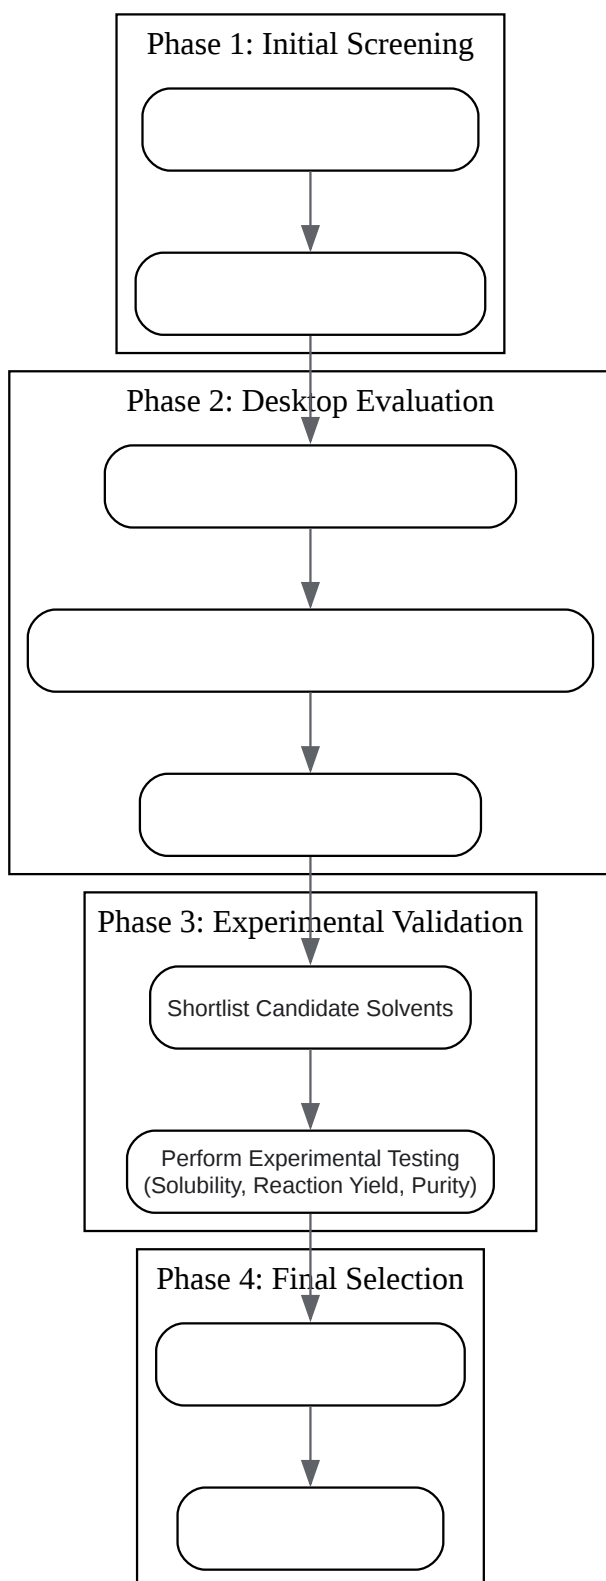 Phase 1: Initial Screening
Phase 2: Desktop Evaluation
Phase 3: Experimental Validation
Shortlist Candidate Solvents
Perform Experimental Testing
(Solubility, Reaction Yield, Purity)
Phase 4: Final Selection